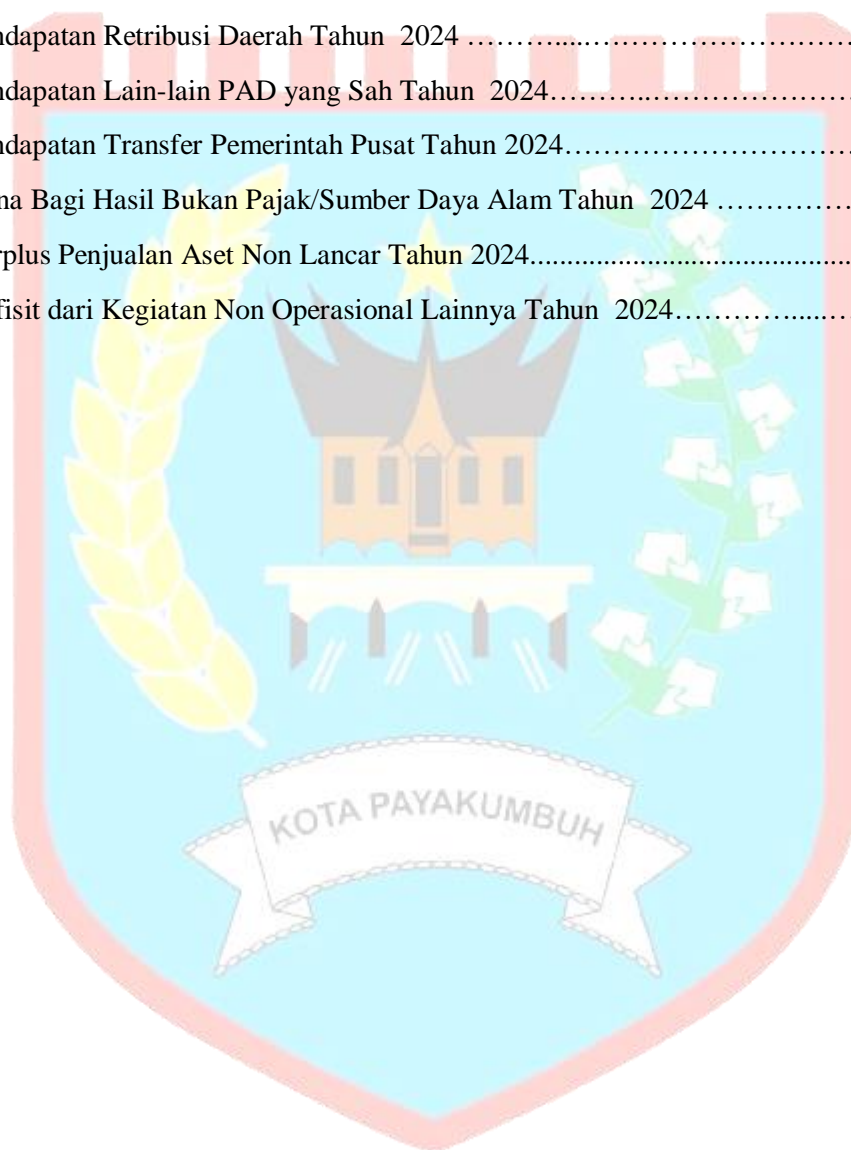 ndapatan Retribusi Daerah Tahun  2024 ………....……………………….
ndapatan Lain-lain PAD yang Sah Tahun  2024………..………………….
ndapatan Transfer Pemerintah Pusat Tahun 2024……………………….
na Bagi Hasil Bukan Pajak/Sumber Daya Alam Tahun  2024 ………….
rplus Penjualan Aset Non Lancar Tahun 2024............................................
fisit dari Kegiatan Non Operasional Lainnya Tahun  2024………….....….
KOTA PAYAKUMBUH